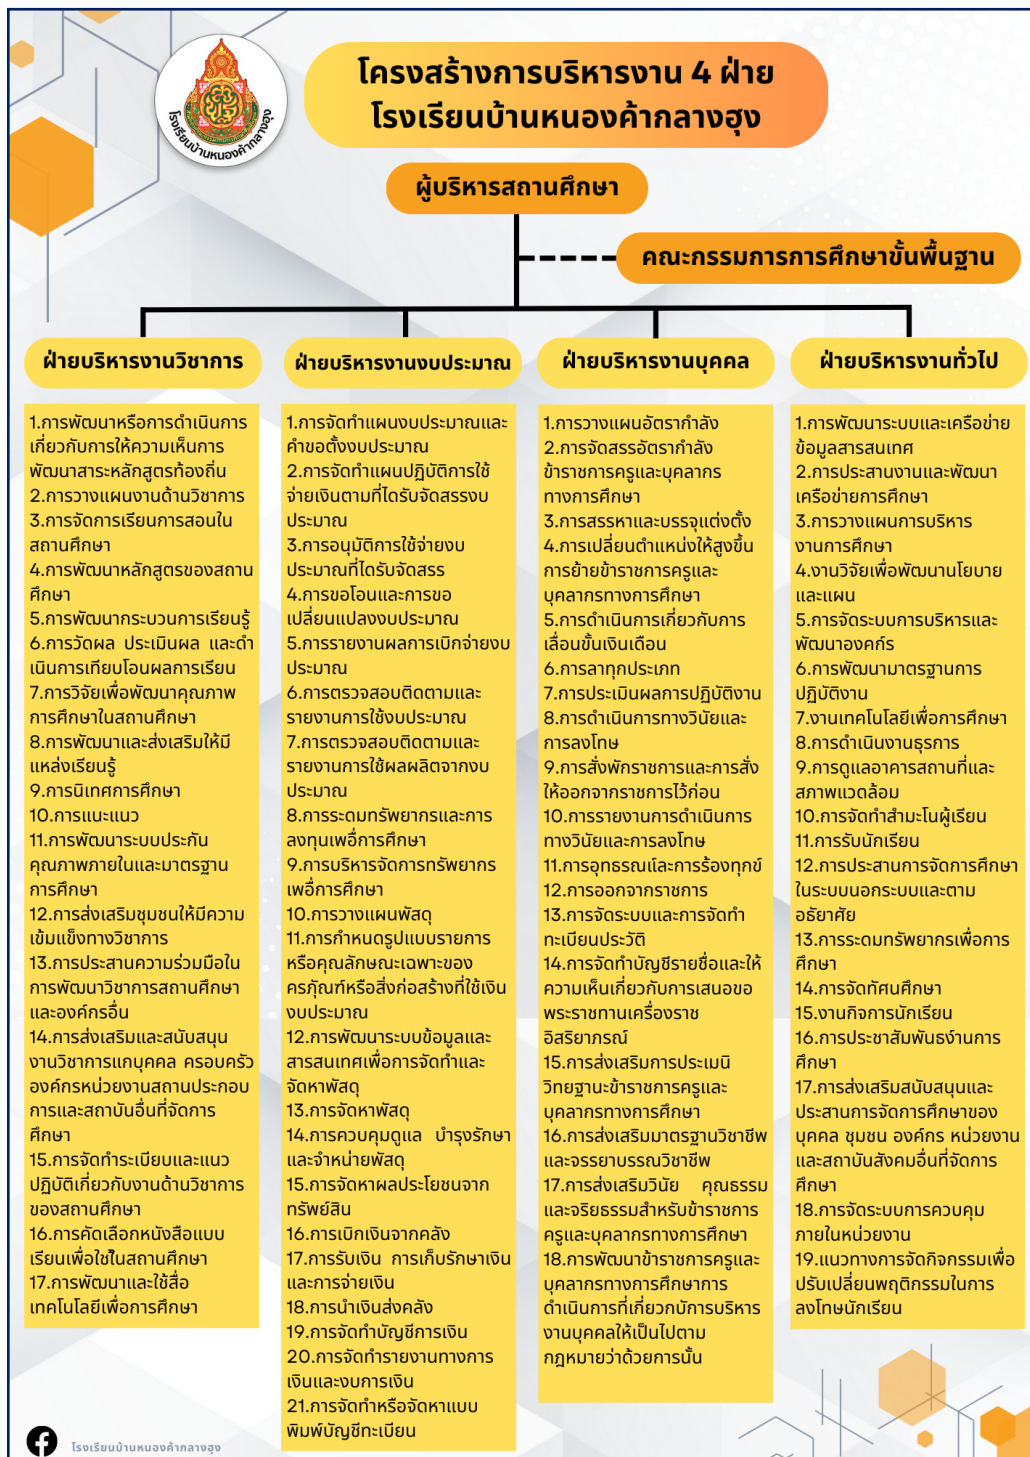 โครงสร้างการบริหารงาน 4 ฝ่าย
โรงเรียนบ้านหนองค้ากลางฮุง
โรงเรียนบ้านหนองค้ากลางฮุง
ผู้บริหารสถานศึกษา
คณะกรรมการการศึกษาขั้นพื้นฐาน
ฝ่ายบริหารงานวิชาการ
1.การพัฒนาหรือการดำเนินการ
เกี่ยวกับการให้ความเห็นการ
พัฒนาสาระหลักสูตรท้องถิ่น
2.การวางแผนงานด้านวิชาการ
3.การจัดการเรียนการสอนใน
สถานศึกษา
4.การพัฒนาหลักสูตรของสถาน
ศึกษา
5.การพัฒนากระบวนการเรียนรู้
6.การวัดผล ประเมินผล และดำ
เนินการเทียบโอนผลการเรียน
7.การวิจัยเพื่อพัฒนาคุณภาพ
การศึกษาในสถานศึกษา
8.การพัฒนาและส่งเสริมให้มี
แหล่งเรียนรู้
9.การนิเทศการศึกษา
10.การแนะแนว
11.การพัฒนาระบบประกัน
คุณภาพภายในและมาตรฐาน
การศึกษา
12.การส่งเสริมชุมชนให้มีความ
เข้มแข็งทางวิชาการ
13.การประสานความร่วมมือใน
การพัฒนาวิชาการสถานศึกษา
และองค์กรอื่น
14.การส่งเสริมและสนับสนุน
งานวิชาการแกบุคคล ครอบครัว
องค์กรหน่วยงานสถานประกอบ
การและสถาบันอื่นที่จัดการ
ศึกษา
15.การจัดทำระเบียบและแนว
ปฏิบัติเกี่ยวกับงานด้านวิชาการ
ของสถานศึกษา
16.การคัดเลือกหนังสือแบบ
เรียนเพื่อใช้ในสถานศึกษา
17.การพัฒนาและใช้สื่อ
เทคโนโลยีเพื่อการศึกษา
ฝ่ายบริหารงานงบประมาณ
1.การจัดทำแผนงบประมาณและ
คำขอตั้งงบประมาณ
2.การจัดทำแผนปฏิบัติการใช้
จ่ายเงินตามที่ไดรับจัดสรรงบ
ประมาณ
3.การอนุมัติการใช้จ่ายงบ
ประมาณที่ไดรับจัดสรร
4.การขอโอนและการขอ
เปลี่ยนแปลงงบประมาณ
5.การรายงานผลการเบิกจ่ายงบ
ประมาณ
6.การตรวจสอบติดตามและ
รายงานการใช้งบประมาณ
7.การตรวจสอบติดตามและ
รายงานการใช้ผลผลิตจากงบ
ประมาณ
8.การระดมทรัพยากรและการ
ลงทุนเพอื่การศึกษา
9.การบริหารจัดการทรัพยากร
เพอื่การศึกษา
10.การวางแผนพัสดุ
11.การกำหนดรูปแบบรายการ
หรือคุณลักษณะเฉพาะของ
ครภัุณฑ์หรือสิ่งก่อสร้างที่ใช้เงิน
งบประมาณ
12.การพัฒนาระบบข้อมูลและ
สารสนเทศเพื่อการจัดทำและ
จัดหาพัสดุ
13.การจัดหาพัสดุ
14.การควบคุมดูแล บำรุงรักษา
และจำหน่ายพัสดุ
15.การจัดหาผลประโยชนจาก
ทรัพย์สิน
16.การเบิกเงินจากคลัง
17.การรับเงิน การเก็บรักษาเงิน
และการจ่ายเงิน
18.การนำเงินส่งคลัง
19.การจัดทำบัญชีการเงิน
20.การจัดทำรายงานทางการ
เงินและงบการเงิน
21.การจัดทำหรือจัดหาแบบ
พิมพ์บัญชีทะเบียน
ฝ่ายบริหารงานบุคคล
1.การวางแผนอัตรากำลัง
2.การจัดสรรอัตรากำลัง
ข้าราชการครูและบุคลากร
ทางการศึกษา
3.การสรรหาและบรรจุแต่งตั้ง
4.การเปลี่ยนตำแหน่งให้สูงขึ้น
การย้ายข้าราชการครูและ
บุคลากรทางการศึกษา
5.การดำเนินการเกี่ยวกับการ
เลื่อนขั้นเงินเดือน
6.การลาทุกประเภท
7.การประเมินผลการปฏิบัติงาน
8.การดำเนินการทางวินัยและ
การลงโทษ
9.การสั่งพักราชการและการสั่ง
ให้ออกจากราชการไว้ก่อน
10.การรายงานการดำเนินการ
ทางวินัยและการลงโทษ
11.การอุทธรณแ์ละการร้องทุกข์
12.การออกจากราชการ
13.การจัดระบบและการจัดทำ
ทะเบียนประวัติ
14.การจัดทำบัญชีรายชื่อและให้
ความเห็นเกี่ยวกับการเสนอขอ
พระราชทานเครื่องราช
อิสริยาภรณ์
15.การส่งเสริมการประเมนิ
วิทยฐานะข้าราชการครูและ
บุคลากรทางการศึกษา
16.การส่งเสริมมาตรฐานวิชาชีพ
และจรรยาบรรณวิชาชีพ
17.การส่งเสริมวินัย คุณธรรม
และจริยธรรมสำหรับข้าราชการ
ครูและบุคลากรทางการศึกษา
18.การพัฒนาข้าราชการครูและ
บุคลากรทางการศึกษาการ
ดำเนินการที่เกี่ยวกบัการบริหาร
งานบุคคลให้เป็นไปตาม
กฎหมายว่าด้วยการนั้น
ฝ่ายบริหารงานทั่วไป
1.การพัฒนาระบบและเครือข่าย
ข้อมูลสารสนเทศ
2.การประสานงานและพัฒนา
เครือข่ายการศึกษา
3.การวางแผนการบริหาร
งานการศึกษา
4.งานวิจัยเพื่อพัฒนานโยบาย
และแผน
5.การจัดระบบการบริหารและ
พัฒนาองคก์ร
6.การพัฒนามาตรฐานการ
ปฏิบัติงาน
7.งานเทคโนโลยีเพื่อการศึกษา
8.การดำเนินงานธุรการ
9.การดูแลอาคารสถานที่และ
สภาพแวดล้อม
10.การจัดทำสำมะโนผู้เรียน
11.การรับนักเรียน
12.การประสานการจัดการศึกษา
ในระบบนอกระบบและตาม
อธัยาศัย
13.การระดมทรัพยากรเพื่อการ
ศึกษา
14.การจัดทัศนศึกษา
15.งานกิจการนักเรียน
16.การประชาสัมพันธง์านการ
ศึกษา
17.การส่งเสริมสนับสนุนและ
ประสานการจัดการศึกษาของ
บุคคล ชุมชน องค์กร หน่วยงาน
และสถาบันสังคมอื่นที่จัดการ
ศึกษา
18.การจัดระบบการควบคุม
ภายในหน่วยงาน
19.แนวทางการจัดกิจกรรมเพื่อ
ปรับเปลี่ยนพฤติกรรมในการ
ลงโทษนักเรียน
โรงเรียนบ้านหนองค้ากลางฮุง